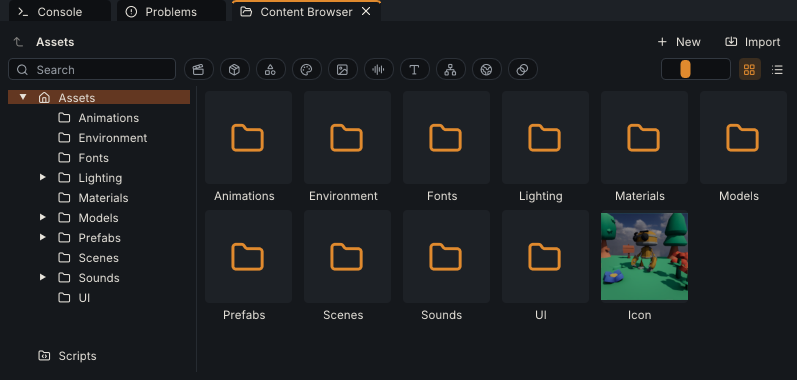 Console Problems Content Browser
Assets New Import
Search
Assets
Animations
Environment
Fonts
Lighting
Materials
Models
Prefabs
Scenes
Sounds
UI
Scripts
Animations Environment Fonts Lighting Materials Models
Prefabs Scenes Sounds UI Icon